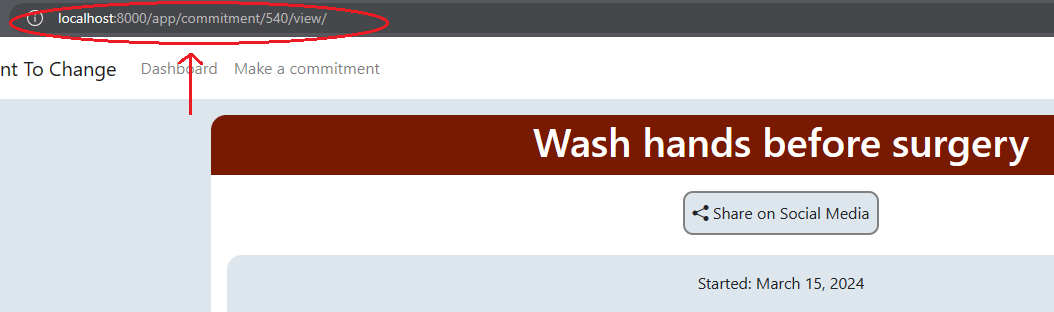 localhost:8000/app/commitment/540/view/
nt To Change Dashboard Make a commitment
Wash hands before surgery
Share on Social Media
Started: March 15, 2024